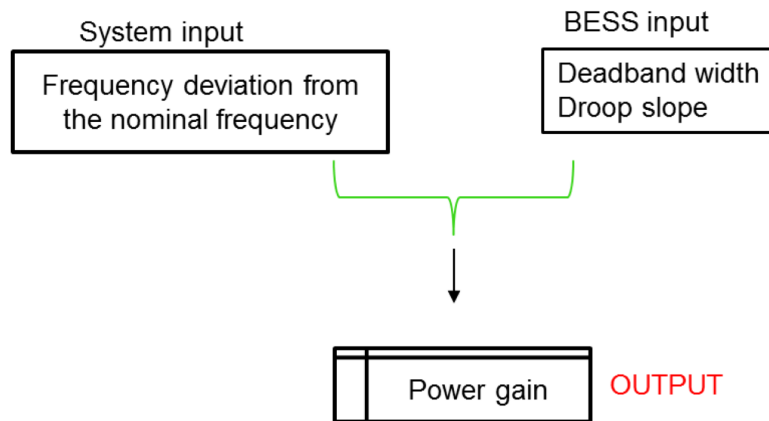 System input
Frequency deviation from
the nominal frequency
BESS input
Deadband width
Droop slope
Power gain
OUTPUT